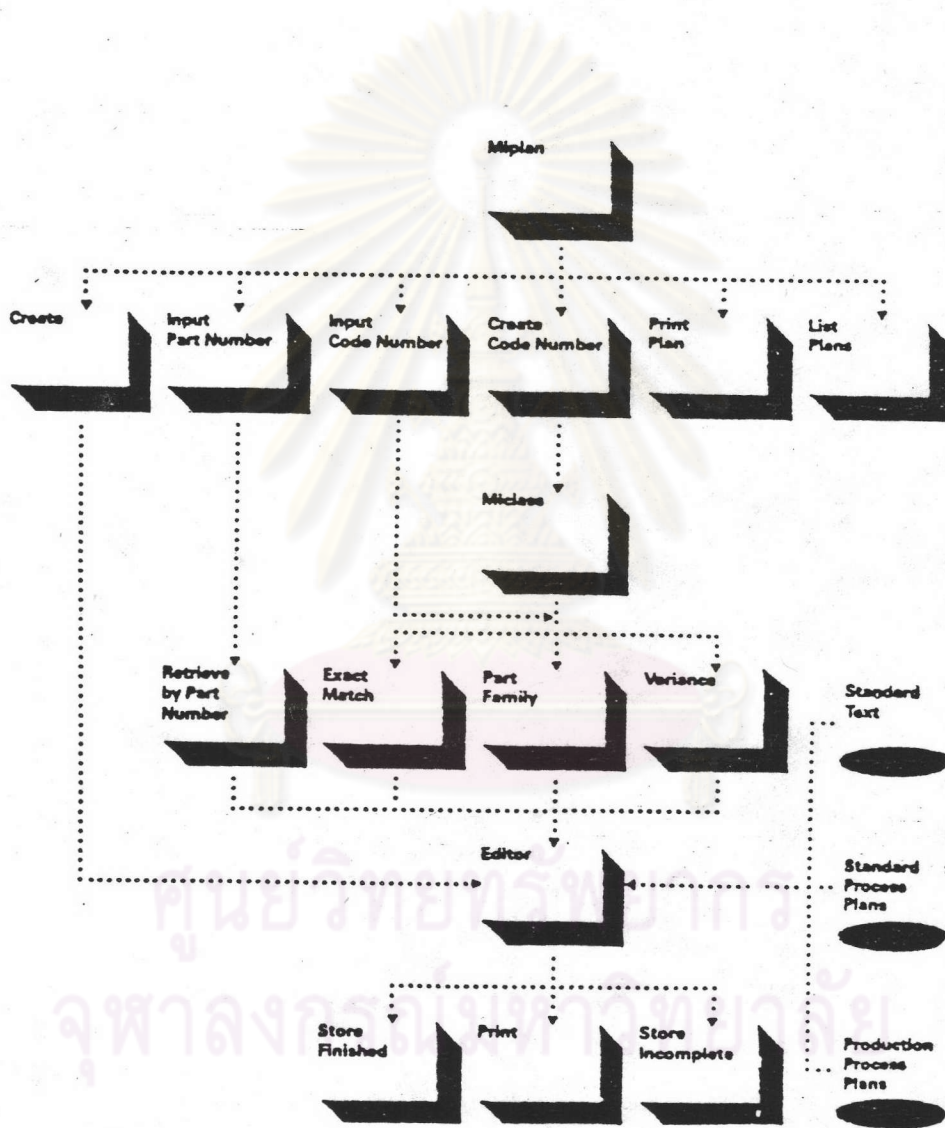 Miplan
Create
Input
Part Number
Input
Code Number
Create
Code Number
Print
Plan
List
Plans
Miclass
Retrieve
by Part
Number
Exact
Match
Part
Family
Variance
Standard
Text
Editor
Standard
Process
Plans
Store
Finished
Print
Store
Incomplete
Production
Process
Plans
ศูนย์วิทยทรัพยากร
จุฬาลงกรณ์มหาวิทยาลัย